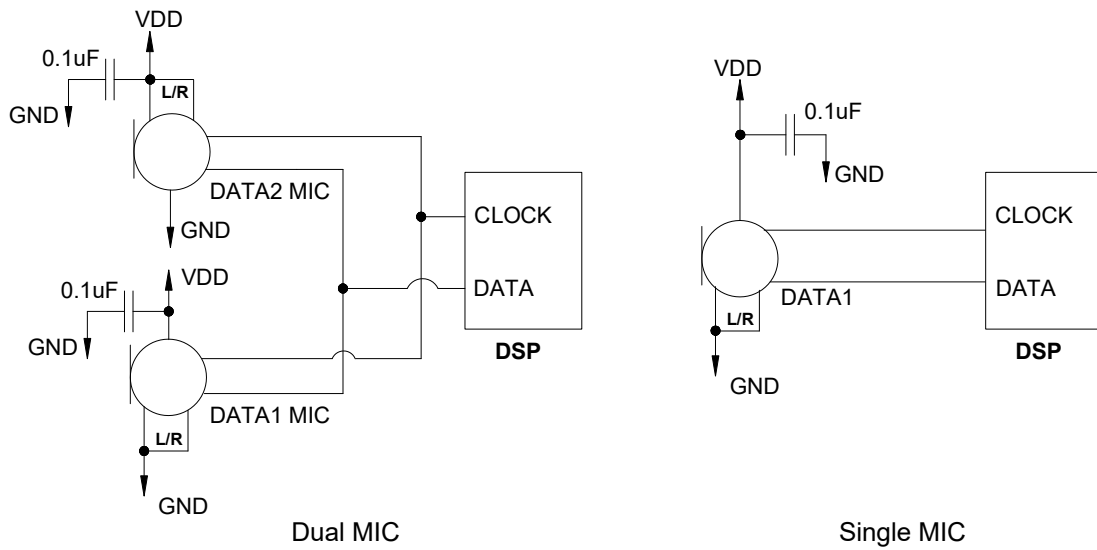 VDD
0.1uF
L/R
GND
DATA2 MIC
GND
CLOCK
VDD
0.1uF
DATA
GND
DSP
DATA1 MIC
L/R
GND
Dual MIC
VDD
0.1uF
GND
CLOCK
DATA1
DATA
L/R
DSP
GND
Single MIC